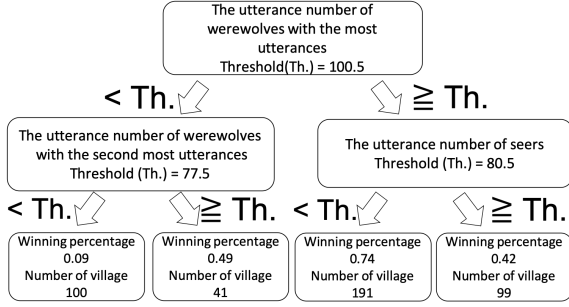 The utterance number of
werewolves with the most
utterances
Threshold(Th.) = 100.5
< Th.
≧ Th.
The utterance number of werewolves
with the second most utterances
Threshold (Th.) = 77.5
The utterance number of seers
Threshold (Th.) = 80.5
< Th.
≧ Th.
< Th.
≧ Th.
Winning percentage
0.09
Number of village
100
Winning percentage
0.49
Number of village
41
Winning percentage
0.74
Number of village
191
Winning percentage
0.42
Number of village
99